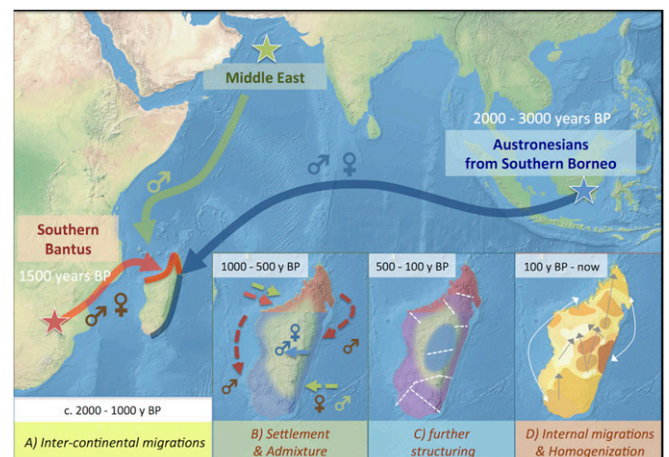 Middle East
2000 - 3000 years BP
Austronesians
from Southern Borneo
♂ ♀
♂
Southern
Bantus
1500 years BP
♂ ♀
c. 2000 - 1000 y BP
A) Inter-continental migrations
1000 - 500 y BP
♀
♂
♂
♂
♀ ♂
B) Settlement
& Admixture
500 - 100 y BP
C) further
structuring
100 y BP - now
D) Internal migrations
& Homogenization